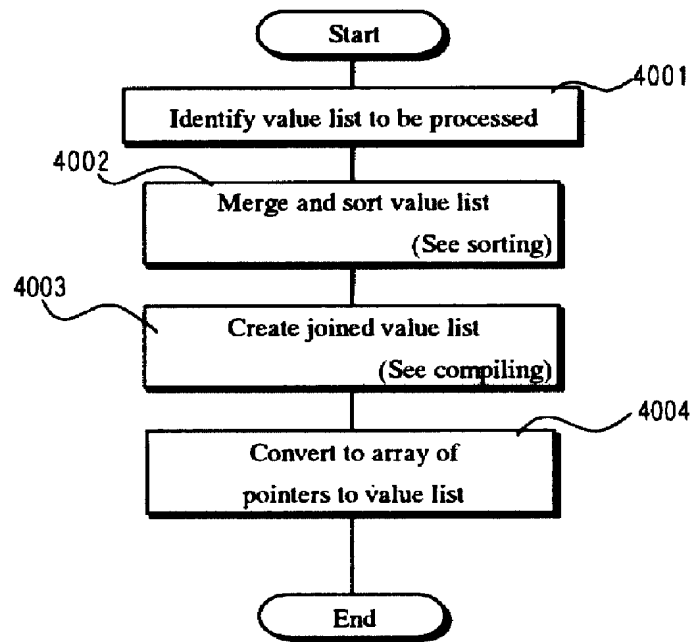 Start
4001
Identify value list to be processed
4002
Merge and sort value list
(See sorting)
4003
Create joined value list
(See compiling)
4004
Convert to array of
pointers to value list
End